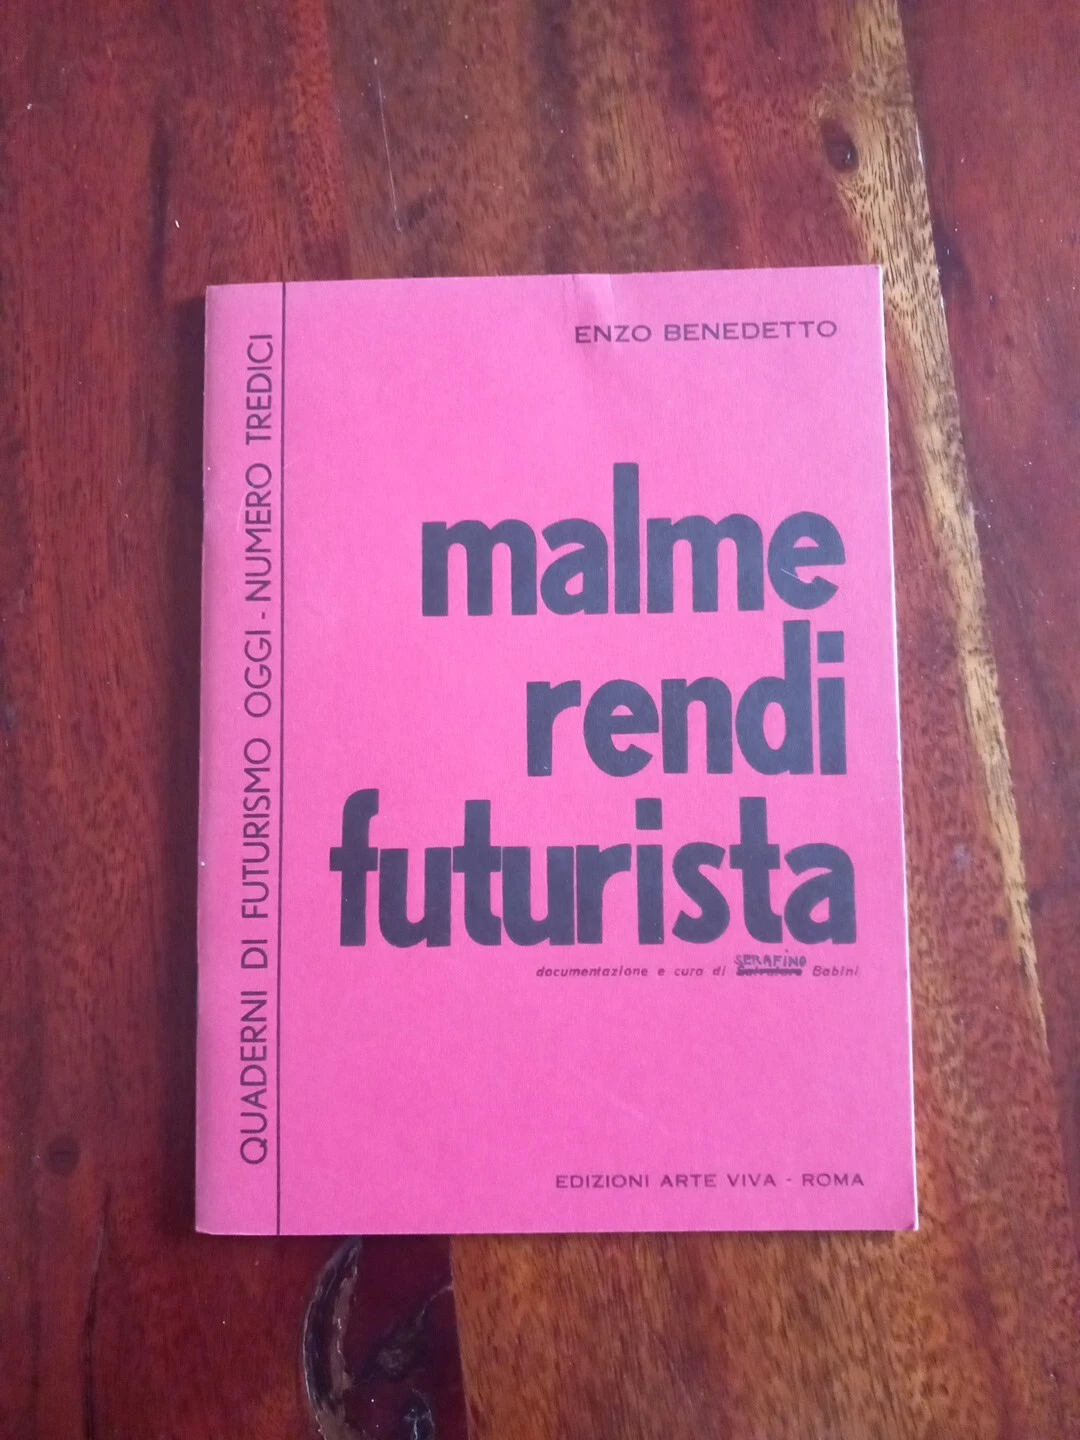 QUADERNI DI FUTURISMO OGGI - NUMERO TREDICI
ENZO BENEDETTO
malme
rendi
futurista
SERAFINO
documentazione e cura di Salvatore Babini
EDIZIONI ARTE VIVA - ROMA